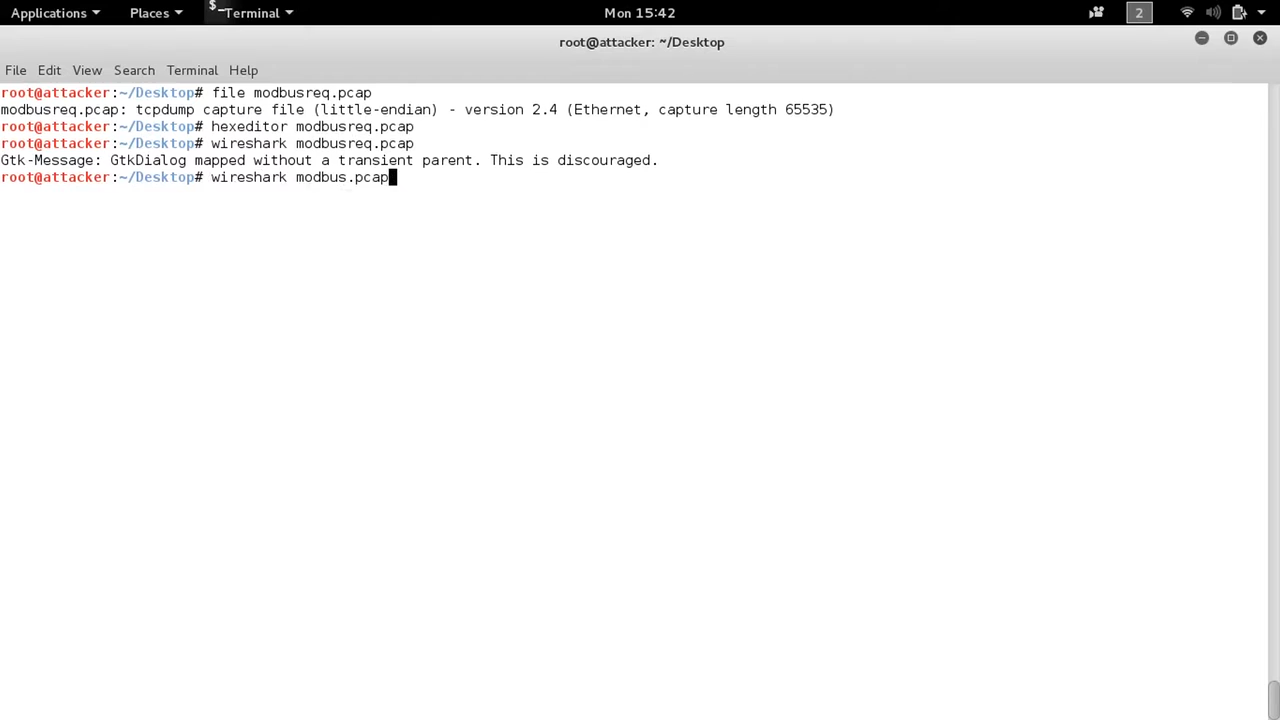 Applications Places Terminal Mon 15:42 2
root@attacker: ~/Desktop
File Edit View Search Terminal Help
root@attacker:~/Desktop# file modbusreq.pcap
modbusreq.pcap: tcpdump capture file (little-endian) - version 2.4 (Ethernet, capture length 65535)
root@attacker:~/Desktop# hexeditor modbusreq.pcap
root@attacker:~/Desktop# wireshark modbusreq.pcap
Gtk-Message: GtkDialog mapped without a transient parent. This is discouraged.
root@attacker:~/Desktop# wireshark modbus.pcap